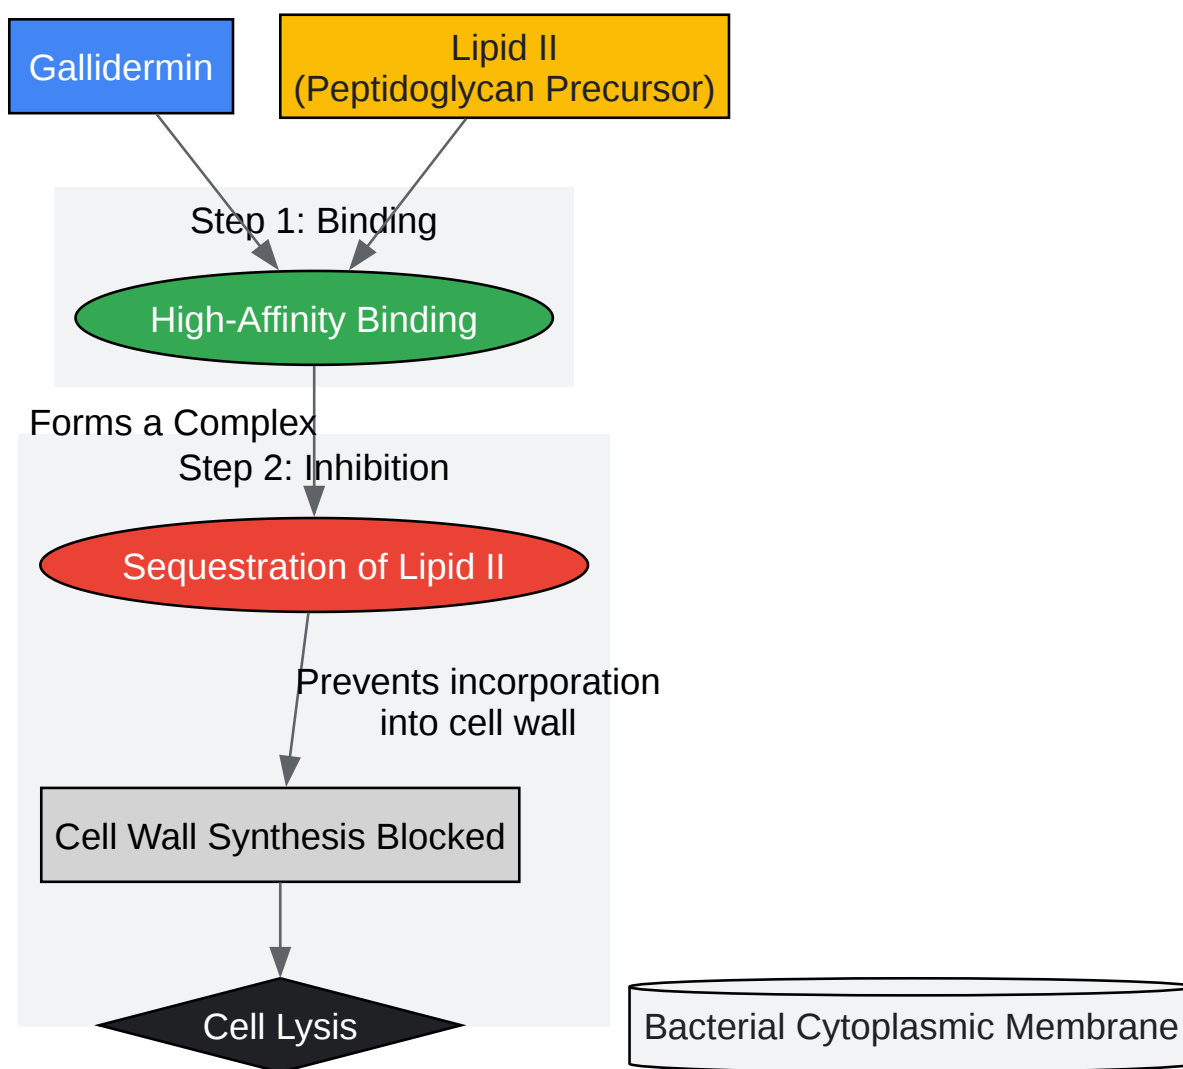 Gallidermin
Lipid II
(Peptidoglycan Precursor)
Step 1: Binding
High-Affinity Binding
Forms a Complex
Step 2: Inhibition
Sequestration of Lipid II
Prevents incorporation
into cell wall
Cell Wall Synthesis Blocked
Cell Lysis
Bacterial Cytoplasmic Membrane